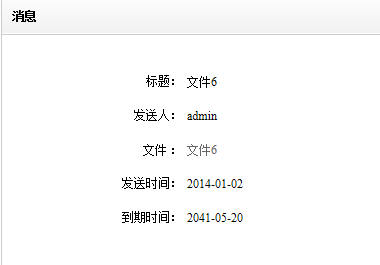 消息
标题： 文件6
发送人： admin
文件 ： 文件6
发送时间： 2014-01-02
到期时间： 2041-05-20